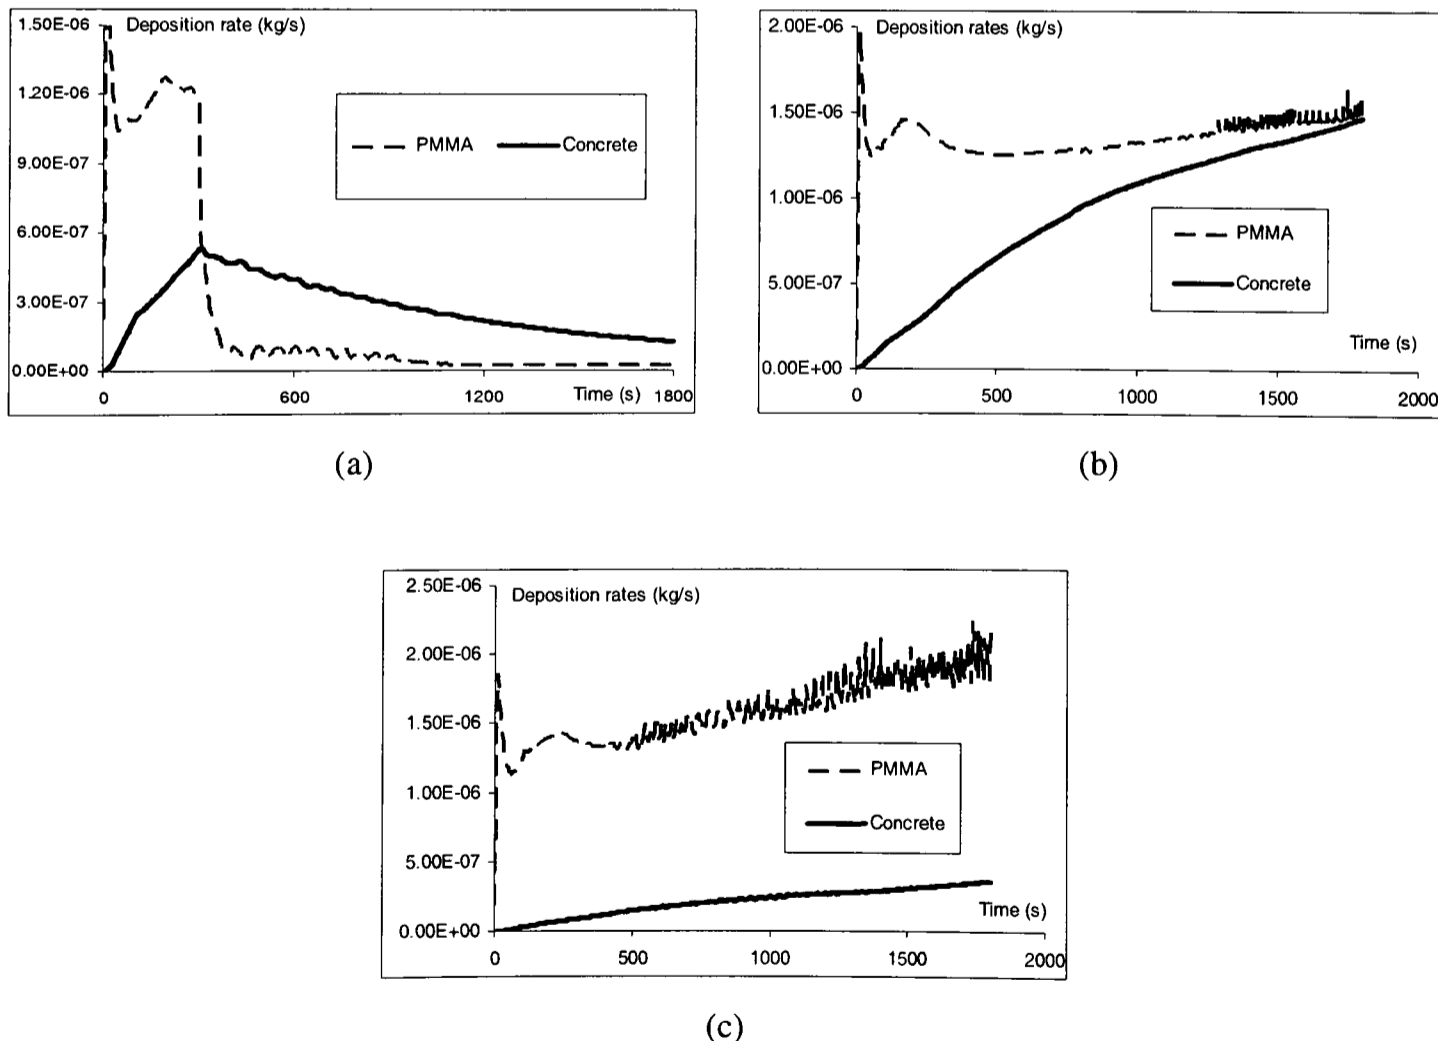 1.50E-06
Deposition rate (kg/s)
1.20E-06
9.00E-07
6.00E-07
3.00E-07
0.00E+00
PMMA
Concrete
0
600
1200
Time (s)
1800
(a)
2.00E-06
Deposition rates (kg/s)
1.50E-06
1.00E-06
5.00E-07
0.00E+00
PMMA
Concrete
Time (s)
0
500
1000
1500
2000
(b)
2.50E-06
Deposition rates (kg/s)
2.00E-06
1.50E-06
1.00E-06
5.00E-07
0.00E+00
PMMA
Concrete
Time (s)
0
500
1000
1500
2000
(c)